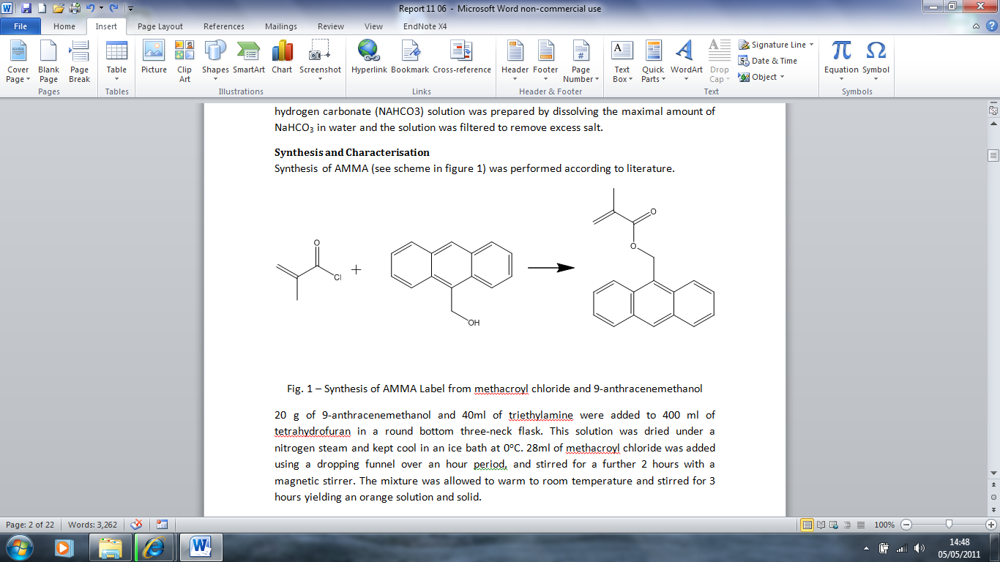 Report 11 06 - Microsoft Word non-commercial use
File Home Insert Page Layout References Mailings Review View EndNote X4
Cover Page Blank Page Page Break
Pages
Table
Tables
Picture Clip Art Shapes SmartArt Chart Screenshot
Illustrations
Hyperlink Bookmark Cross-reference
Links
Header Footer Page Number
Header & Footer
Text Box Quick Parts WordArt Drop Cap
Signature Line
Date & Time
Object
Text
Equation Symbol
Symbols
hydrogen carbonate (NAHCO3) solution was prepared by dissolving the maximal amount of
NaHCO₃ in water and the solution was filtered to remove excess salt.
Synthesis and Characterisation
Synthesis of AMMA (see scheme in figure 1) was performed according to literature.
O
Cl
+
OH
O
O
Fig. 1 – Synthesis of AMMA Label from methacroyl chloride and 9-anthracenemethanol
20 g of 9-anthracenemethanol and 40ml of triethylamine were added to 400 ml of
tetrahydrofuran in a round bottom three-neck flask. This solution was dried under a
nitrogen steam and kept cool in an ice bath at 0°C. 28ml of methacroyl chloride was added
using a dropping funnel over an hour period, and stirred for a further 2 hours with a
magnetic stirrer. The mixture was allowed to warm to room temperature and stirred for 3
hours yielding an orange solution and solid.
Page: 2 of 22 Words: 3,262 100%
14:48
05/05/2011